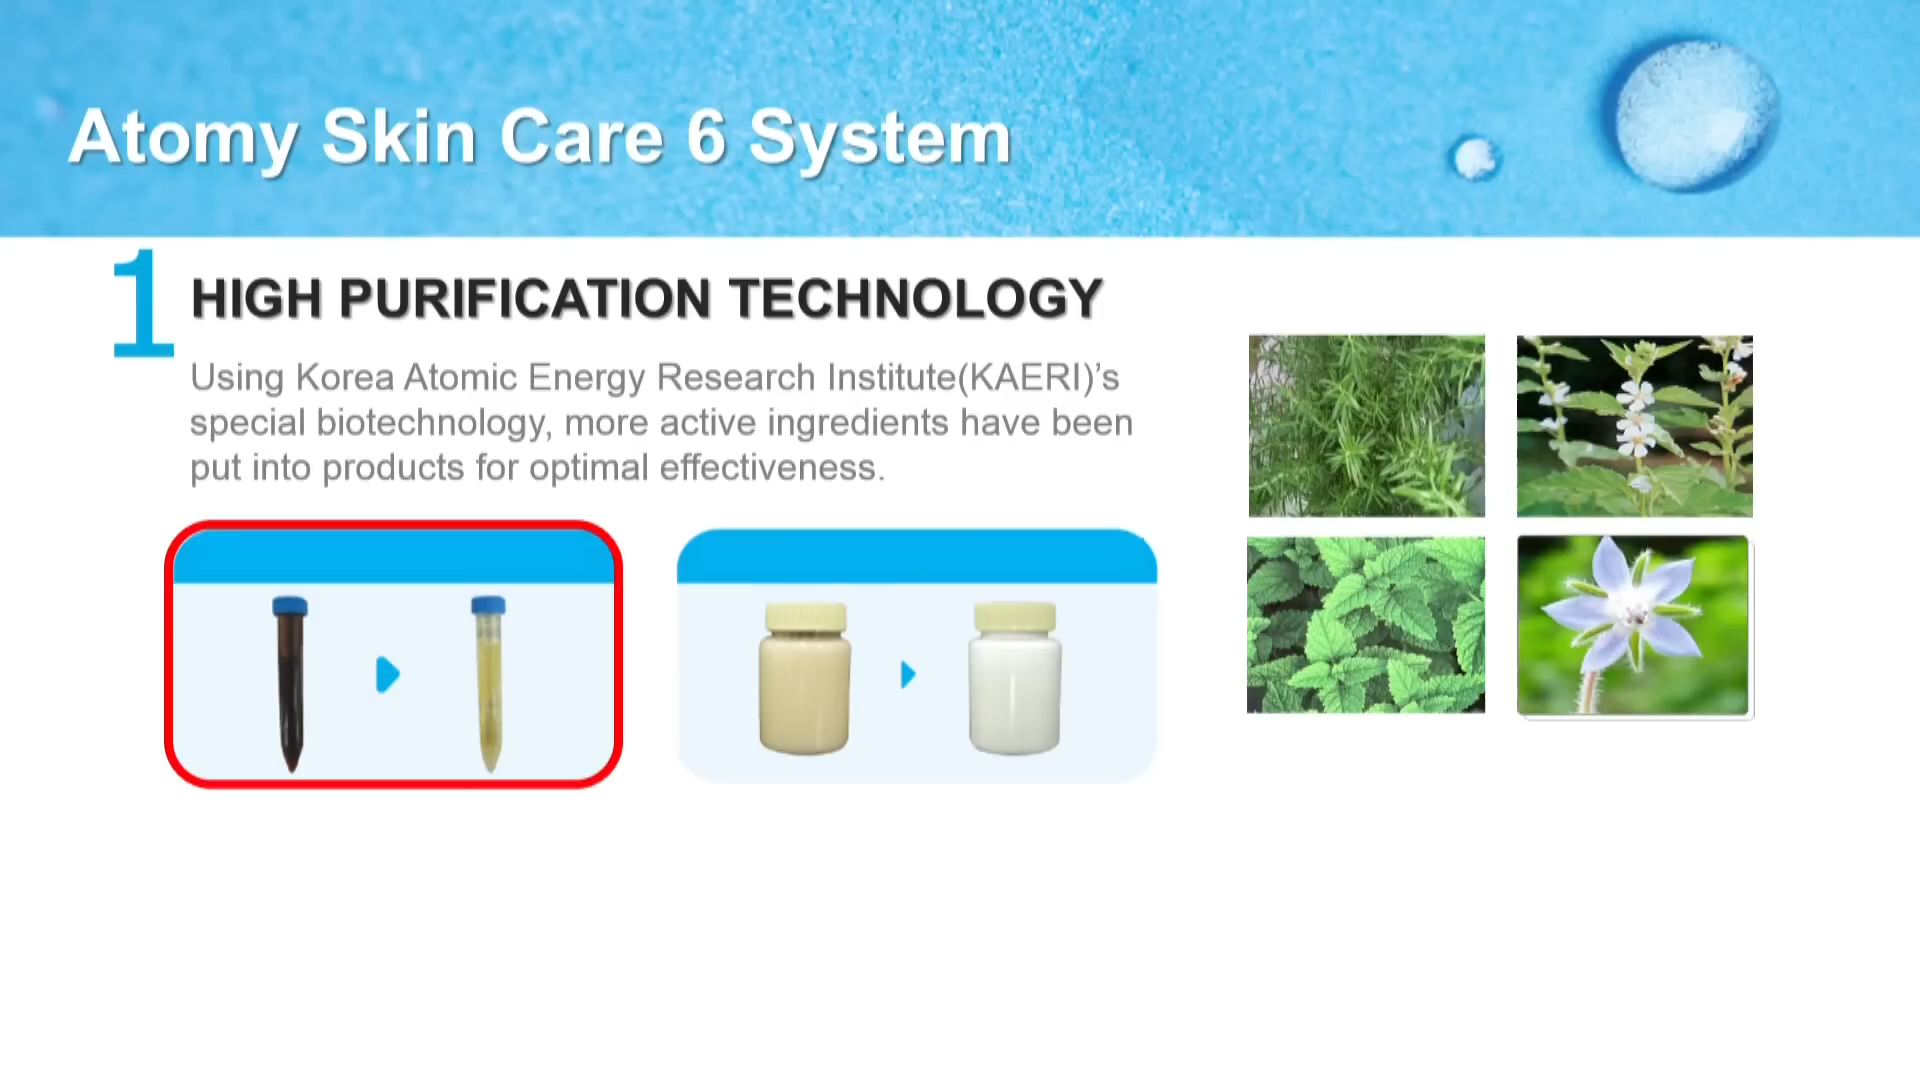 Atomy Skin Care 6 System
1
HIGH PURIFICATION TECHNOLOGY
Using Korea Atomic Energy Research Institute(KAERI)’s
special biotechnology, more active ingredients have been
put into products for optimal effectiveness.